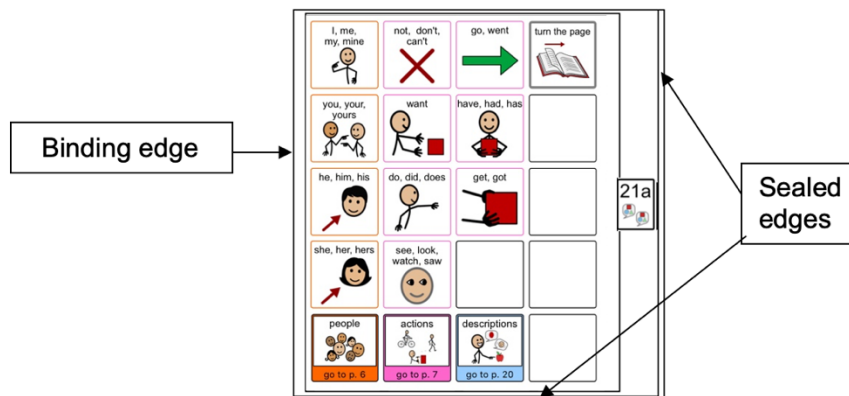 I, me,
my, mine
not, don't,
can't
go, went
turn the page
you, your,
yours
want
have, had, has
he, him, his
do, did, does
get, got
she, her, hers
see, look,
watch, saw
people
go to p. 6
actions
go to p. 7
descriptions
go to p. 20
21a
Binding edge
Sealed
edges